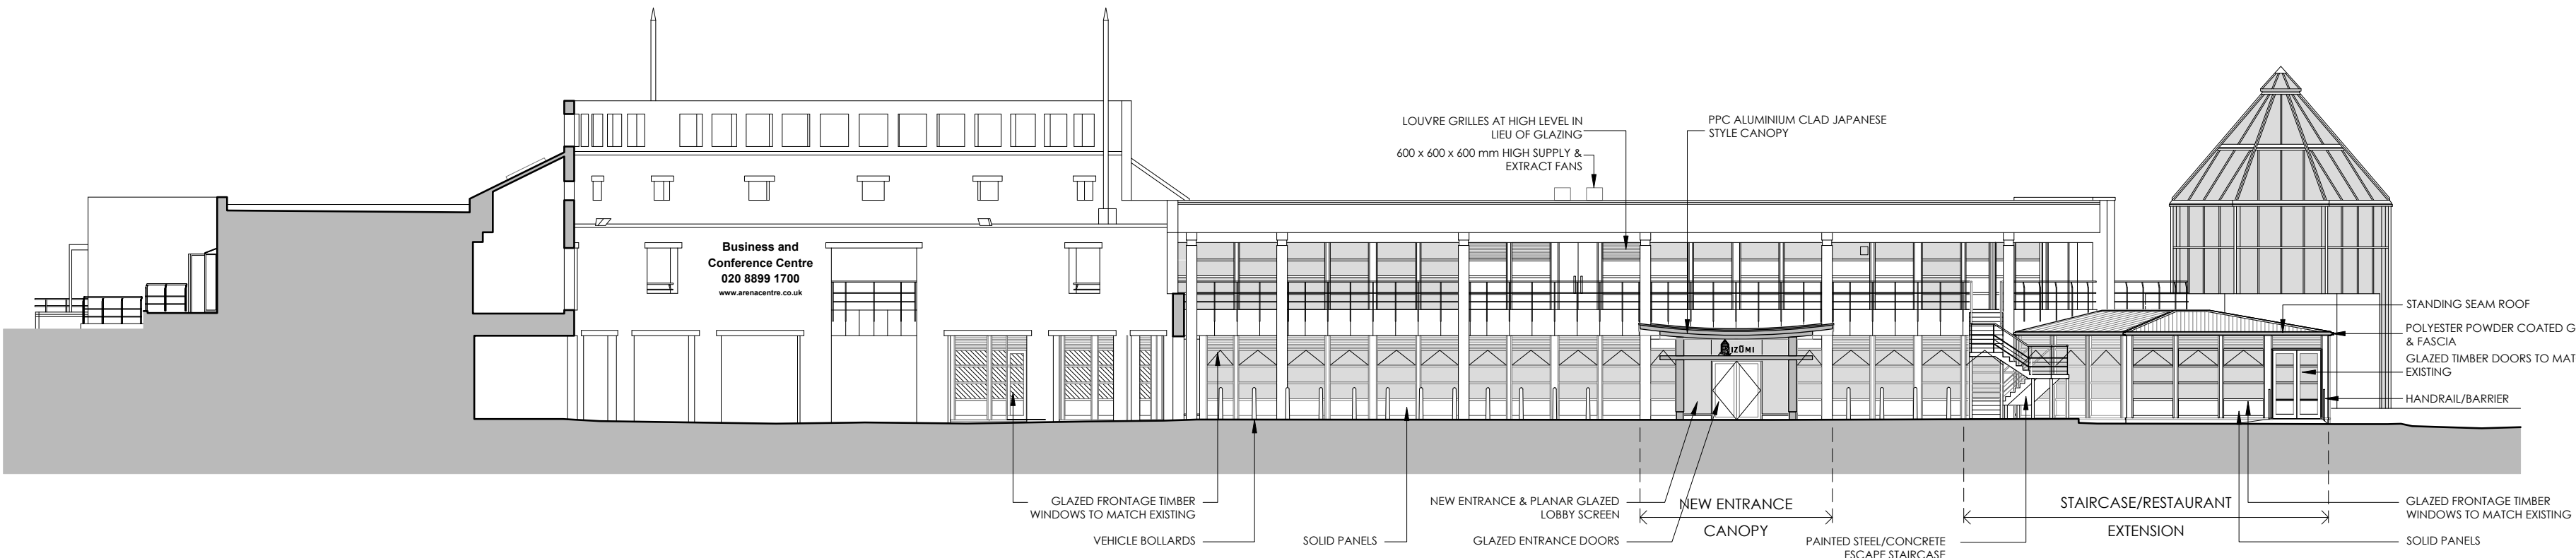 LOUVRE GRILLES AT HIGH LEVEL IN
LIEU OF GLAZING
600 x 600 x 600 mm HIGH SUPPLY &
EXTRACT FANS
PPC ALUMINIUM CLAD JAPANESE
STYLE CANOPY
Business and
Conference Centre
020 8899 1700
www.arenacentre.co.uk
IZŪMI
STANDING SEAM ROOF
POLYESTER POWDER COATED G
& FASCIA
GLAZED TIMBER DOORS TO MAT
EXISTING
HANDRAIL/BARRIER
GLAZED FRONTAGE TIMBER
WINDOWS TO MATCH EXISTING
VEHICLE BOLLARDS
SOLID PANELS
NEW ENTRANCE & PLANAR GLAZED
LOBBY SCREEN
GLAZED ENTRANCE DOORS
NEW ENTRANCE
CANOPY
PAINTED STEEL/CONCRETE
ESCAPE STAIRCASE
STAIRCASE/RESTAURANT
EXTENSION
GLAZED FRONTAGE TIMBER
WINDOWS TO MATCH EXISTING
SOLID PANELS